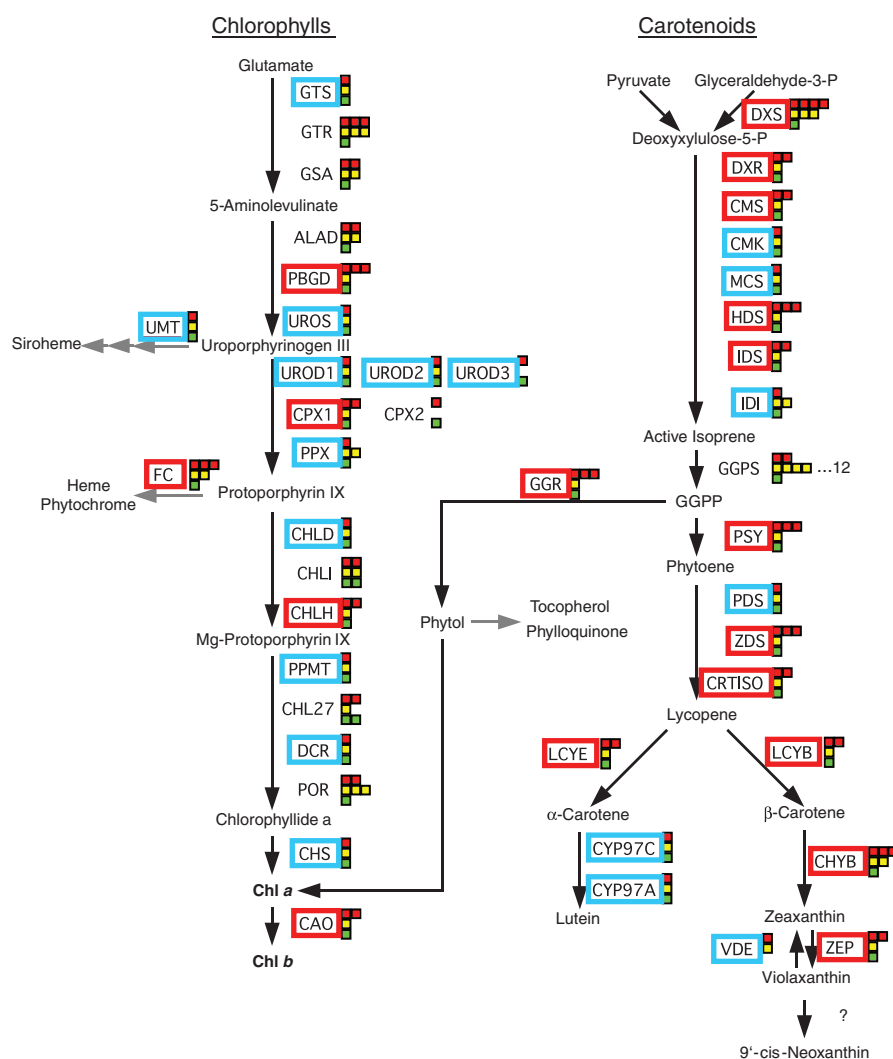 Chlorophylls
Carotenoids
Glutamate
GTS
GTR
GSA
5-Aminolevulinate
ALAD
PBGD
UROS
UMT
Siroheme
Uroporphyrinogen III
UROD1
UROD2
UROD3
CPX1
CPX2
PPX
FC
Heme
Phytochrome
Protoporphyrin IX
CHLD
CHLI
CHLH
Mg-Protoporphyrin IX
PPMT
CHL27
DCR
POR
Chlorophyllide a
CHS
Chl a
CAO
Chl b
GGR
Phytol
Tocopherol
Phylloquinone
Pyruvate
Glyceraldehyde-3-P
DXS
Deoxyxylulose-5-P
DXR
CMS
CMK
MCS
HDS
IDS
IDI
Active Isoprene
GGPS
...12
GGPP
PSY
Phytoene
PDS
ZDS
CRTISO
Lycopene
LCYE
LCYB
α-Carotene
β-Carotene
CYP97C
CYP97A
Lutein
CHYB
Zeaxanthin
VDE
ZEP
Violaxanthin
?
9'-cis-Neoxanthin